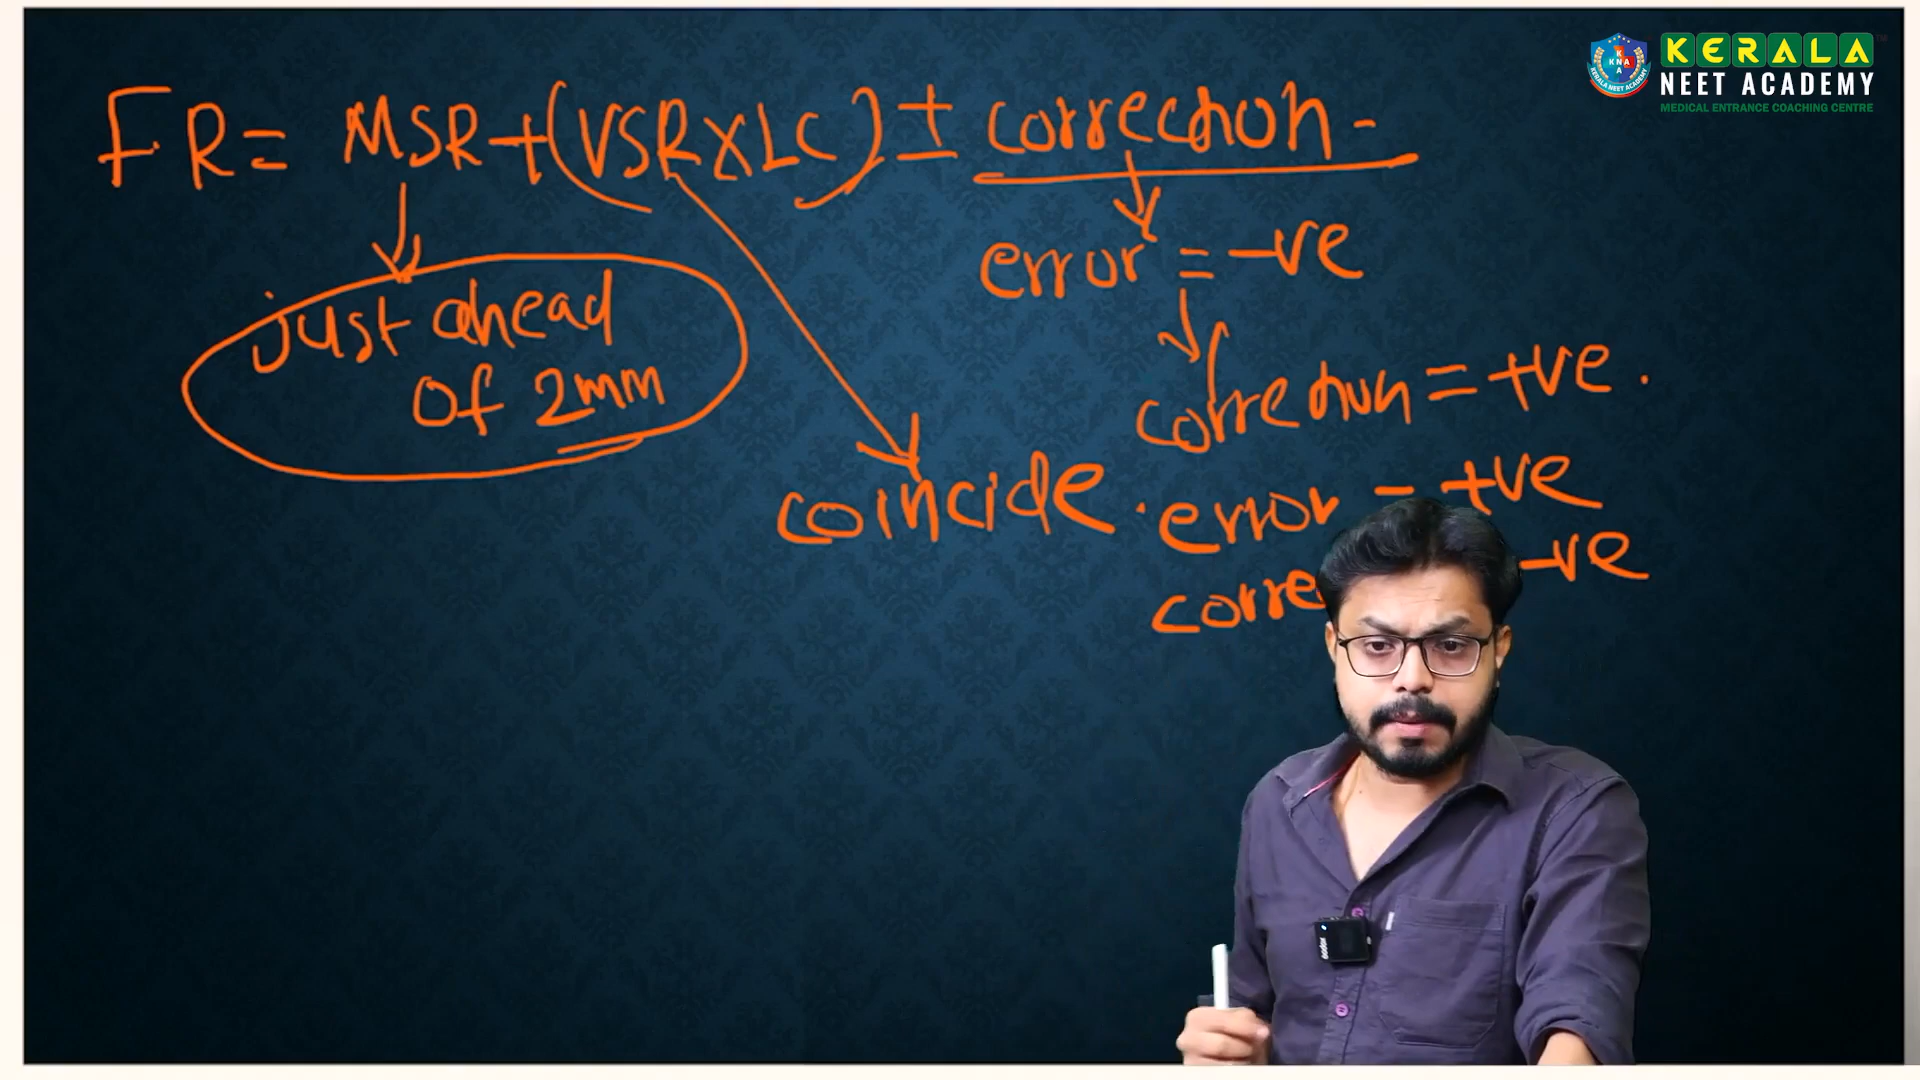 KERALA
NEET ACADEMY
MEDICAL ENTRANCE COACHING CENTRE
FR = MSR + (VSR X LC) ± correction -
error = -ve
just ahead
of 2mm
correction = +ve.
coincide.
error - +ve
corre -ve